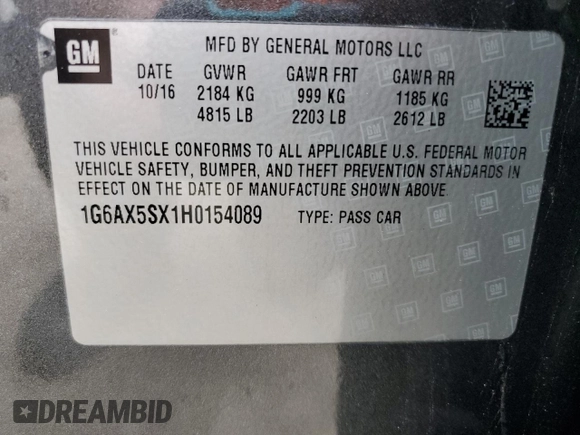 GM
MFD BY GENERAL MOTORS LLC
DATE GVWR GAWR FRT GAWR RR
10/16 2184 KG 999 KG 1185 KG
4815 LB 2203 LB 2612 LB
THIS VEHICLE CONFORMS TO ALL APPLICABLE U.S. FEDERAL MOTOR
VEHICLE SAFETY, BUMPER, AND THEFT PREVENTION STANDARDS IN
EFFECT ON THE DATE OF MANUFACTURE SHOWN ABOVE
1G6AX5SX1H0154089 TYPE: PASS CAR
DREAMBID